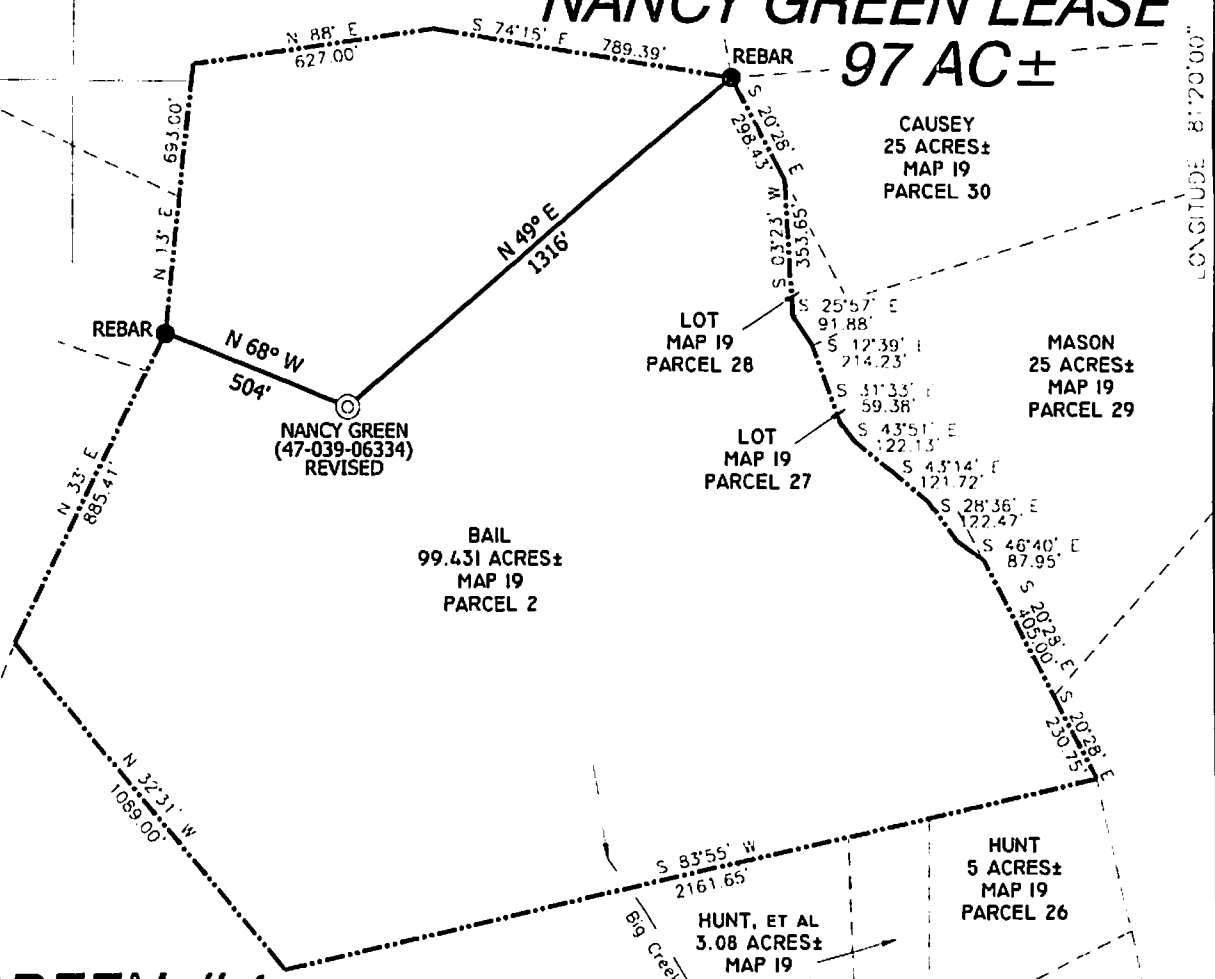 NANCY GREEN LEASE
97 AC±
N 88' E
627.00'
S 74°15' E 789.39'
REBAR
LONGITUDE 81°20'00"
693.00'
N 13' E
S 20°28' E
298.43'
CAUSEY
25 ACRES±
MAP 19
PARCEL 30
N 49° E
1316'
S 03°23' W
353.65
REBAR
N 68° W
504'
NANCY GREEN
(47-039-06334)
REVISED
LOT
MAP 19
PARCEL 28
S 25°57' E
91.88'
S 12°39' E
214.23'
MASON
25 ACRES±
MAP 19
PARCEL 29
S 31°33' E
59.38'
LOT
MAP 19
PARCEL 27
S 43°51' E
122.13'
S 43°14' E
121.72'
S 28°36' E
122.47'
S 46°40' E
87.95'
N 33' E
885.41'
BAIL
99.431 ACRES±
MAP 19
PARCEL 2
S 20°28' E
405.00'
S 20°28' E
230.75'
N 32°31' W
1089.00'
S 83°55' W
2161.65'
Big Creek
HUNT
5 ACRES±
MAP 19
PARCEL 26
HUNT, ET AL
3.08 ACRES±
MAP 19